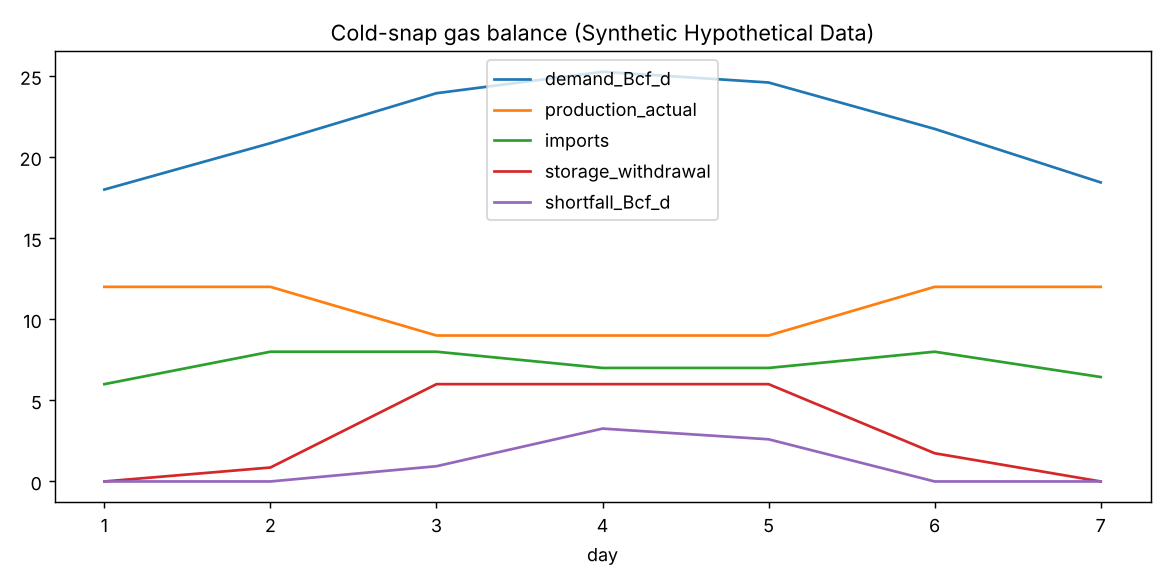 Cold-snap gas balance (Synthetic Hypothetical Data)
demand_Bcf_d
production_actual
imports
storage_withdrawal
shortfall_Bcf_d
25
20
15
10
5
0
1 2 3 4 5 6 7
day